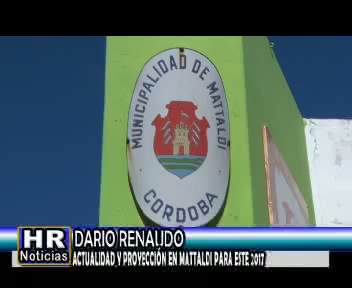 MUNICIPALIDAD DE MATTALDI
CORDOBA
HR
Noticias
DARIO RENAUDO
ACTUALIDAD Y PROYECCIÓN EN MATTALDI PARA ESTE 2017